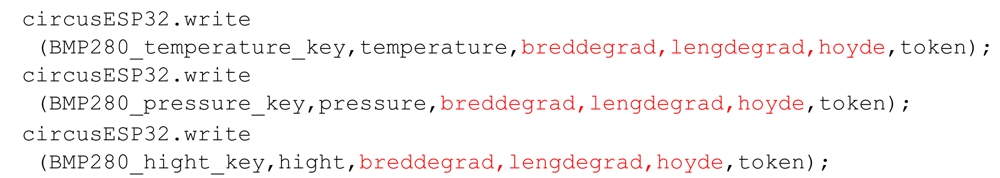 circusESP32.write
(BMP280_temperature_key,temperature,breddegrad,lengdegrad,hoyde,token);
circusESP32.write
(BMP280_pressure_key,pressure,breddegrad,lengdegrad,hoyde,token);
circusESP32.write
(BMP280_hight_key,hight,breddegrad,lengdegrad,hoyde,token);